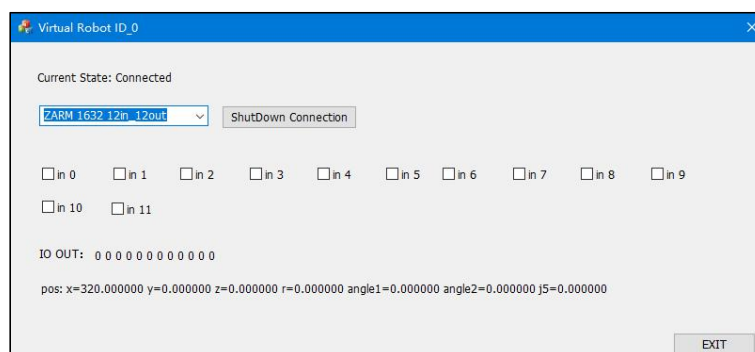 Virtual Robot ID_0
Current State: Connected
ZARM 1632 12in_12out ShutDown Connection
in 0 in 1 in 2 in 3 in 4 in 5 in 6 in 7 in 8 in 9
in 10 in 11
IO OUT: 0 0 0 0 0 0 0 0 0 0 0 0
pos: x=320.000000 y=0.000000 z=0.000000 r=0.000000 angle1=0.000000 angle2=0.000000 j5=0.000000
EXIT